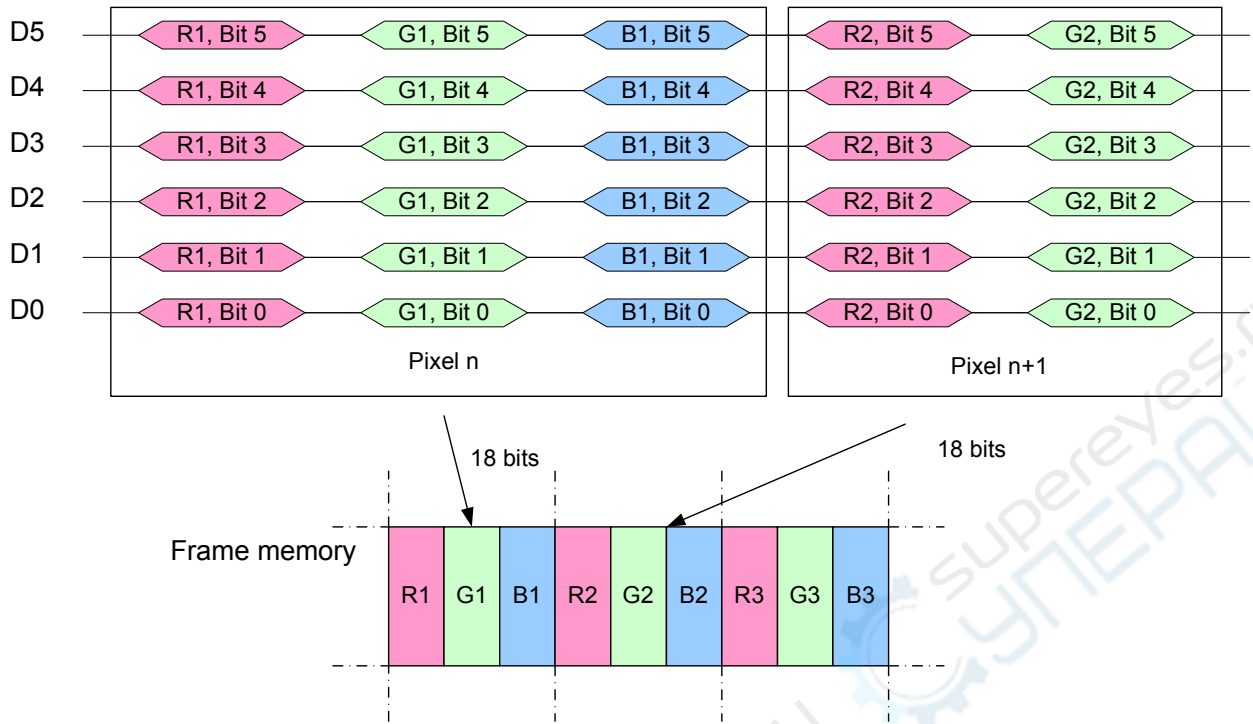 D5 R1, Bit 5 G1, Bit 5 B1, Bit 5 R2, Bit 5 G2, Bit 5
D4 R1, Bit 4 G1, Bit 4 B1, Bit 4 R2, Bit 4 G2, Bit 4
D3 R1, Bit 3 G1, Bit 3 B1, Bit 3 R2, Bit 3 G2, Bit 3
D2 R1, Bit 2 G1, Bit 2 B1, Bit 2 R2, Bit 2 G2, Bit 2
D1 R1, Bit 1 G1, Bit 1 B1, Bit 1 R2, Bit 1 G2, Bit 1
D0 R1, Bit 0 G1, Bit 0 B1, Bit 0 R2, Bit 0 G2, Bit 0
Pixel n Pixel n+1
18 bits 18 bits
Frame memory
R1 G1 B1 R2 G2 B2 R3 G3 B3